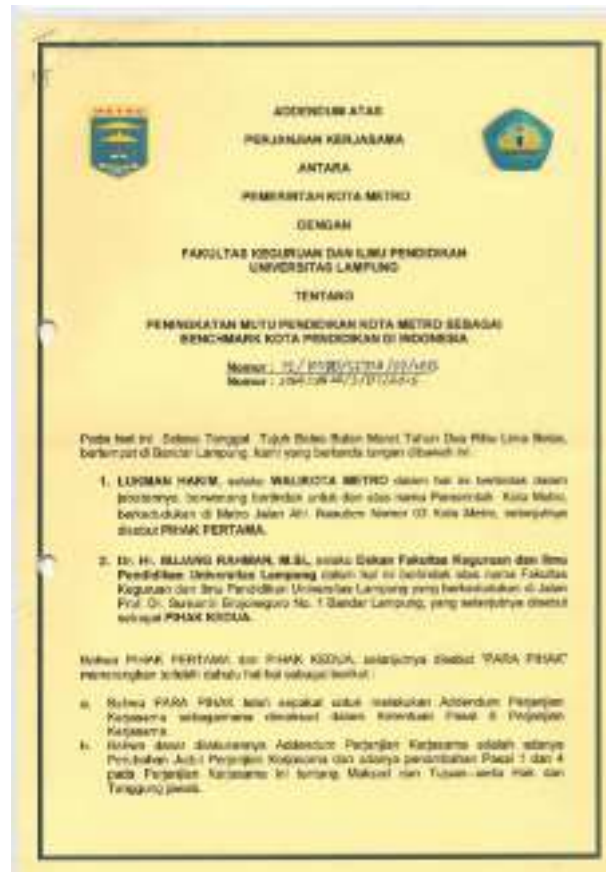 METRO
ADDENDUM ATAS
PERJANJIAN KERJASAMA
ANTARA
PEMERINTAH KOTA METRO
DENGAN
FAKULTAS KEGURUAN DAN ILMU PENDIDIKAN
UNIVERSITAS LAMPUNG
TENTANG
PENINGKATAN MUTU PENDIDIKAN KOTA METRO SEBAGAI
BENCHMARK KOTA PENDIDIKAN DI INDONESIA
Nomor :
Nomor :
Pada hari ini Selasa Tanggal Tujuh Belas Bulan Maret Tahun Dua Ribu Lima Belas,
bertempat di Bandar Lampung, kami yang bertanda tangan dibawah ini :
1. LUKMAN HAKIM, selaku WALIKOTA METRO dalam hal ini bertindak dalam
jabatannya, berwenang bertindak untuk dan atas nama Pemerintah Kota Metro,
berkedudukan di Metro Jalan AH. Nasution Nomor 03 Kota Metro, selanjutnya
disebut PIHAK PERTAMA.
2. Dr. Hi. BUJANG RAHMAN, M.Si., selaku Dekan Fakultas Keguruan dan Ilmu
Pendidikan Universitas Lampung dalam hal ini bertindak atas nama Fakultas
Keguruan dan Ilmu Pendidikan Universitas Lampung yang berkedudukan di Jalan
Prof. Dr. Sumantri Brojonegoro No. 1 Bandar Lampung, yang selanjutnya disebut
sebagai PIHAK KEDUA.
Bahwa PIHAK PERTAMA dan PIHAK KEDUA, selanjutnya disebut "PARA PIHAK"
menerangkan terlebih dahulu hal-hal sebagai berikut :
a. Bahwa PARA PIHAK telah sepakat untuk melakukan Addendum Perjanjian
Kerjasama sebagaimana dimaksud dalam Ketentuan Pasal 8 Perjanjian
Kerjasama.
b. Bahwa dasar diadakannya Addendum Perjanjian Kerjasama adalah adanya
Perubahan Judul Perjanjian Kerjasama dan adanya penambahan Pasal 1 dan 4
pada Perjanjian Kerjasama ini tentang Maksud dan Tujuan serta Hak dan
Tanggung jawab.